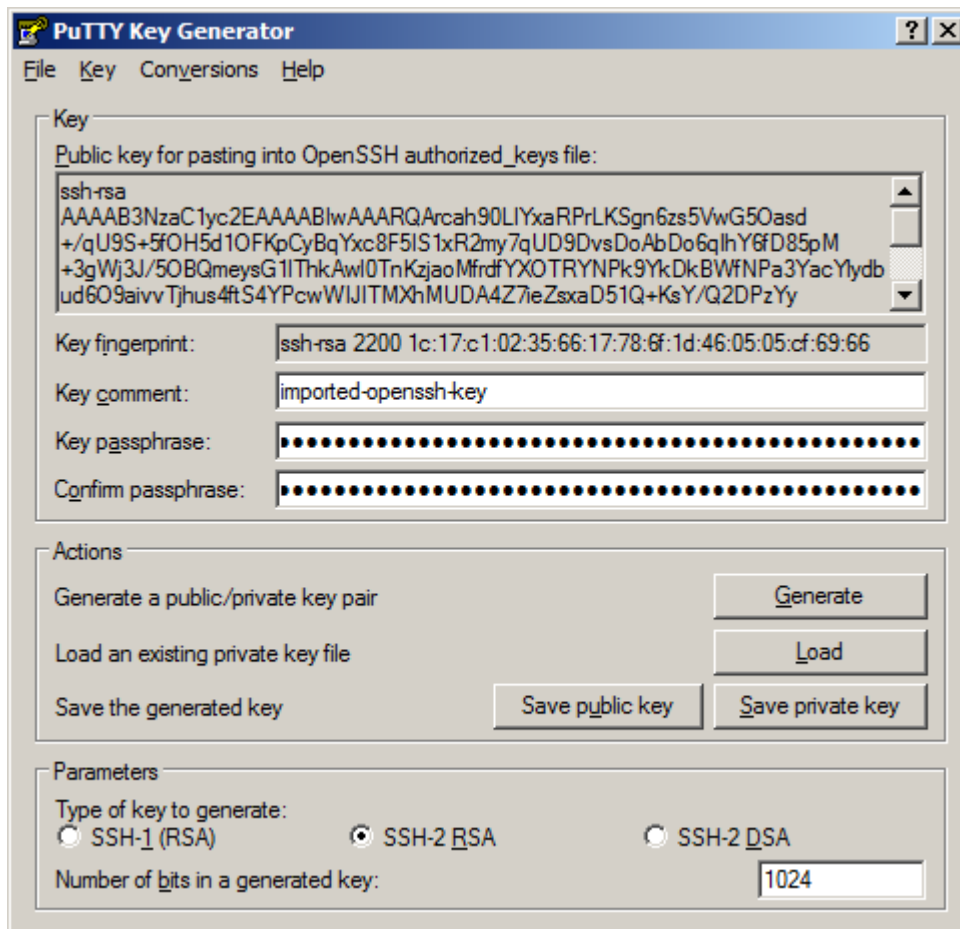 PuTTY Key Generator
File Key Conversions Help
Key
Public key for pasting into OpenSSH authorized_keys file:
ssh-rsa
AAAAB3NzaC1yc2EAAAABIwAAARQArcah90LIYxaRPrLKSgn6zs5VwG5Oasd
+/qU9S+5fOH5d1OFKpCyBqYxc8F5IS1xR2my7qUD9DvsDoAbDo6qIhY6fD85pM
+3gWj3J/5OBQmeysG1IThkAwI0TnKzjaoMfrdfYXOTRYNPk9YkDkBWfNPa3YacYlydb
ud6O9aivvTjhus4ftS4YPcwWIJITMXhMUDA4Z7ieZsxaD51Q+KsY/Q2DPzYy
Key fingerprint: ssh-rsa 2200 1c:17:c1:02:35:66:17:78:6f:1d:46:05:05:cf:69:66
Key comment: imported-openssh-key
Key passphrase:
Confirm passphrase:
Actions
Generate a public/private key pair Generate
Load an existing private key file Load
Save the generated key Save public key Save private key
Parameters
Type of key to generate:
SSH-1 (RSA) SSH-2 RSA SSH-2 DSA
Number of bits in a generated key: 1024